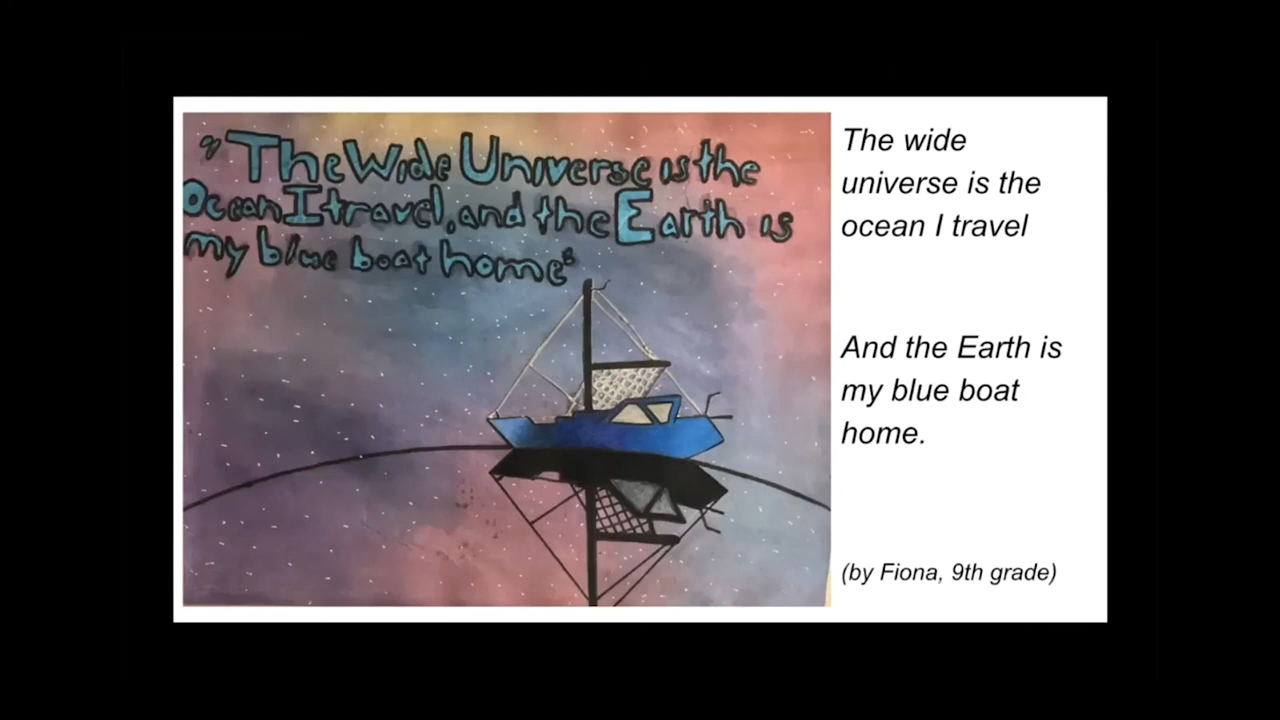 "The Wide Universe is the
Ocean I travel, and the Earth is
my blue boat home"
The wide
universe is the
ocean I travel
And the Earth is
my blue boat
home.
(by Fiona, 9th grade)